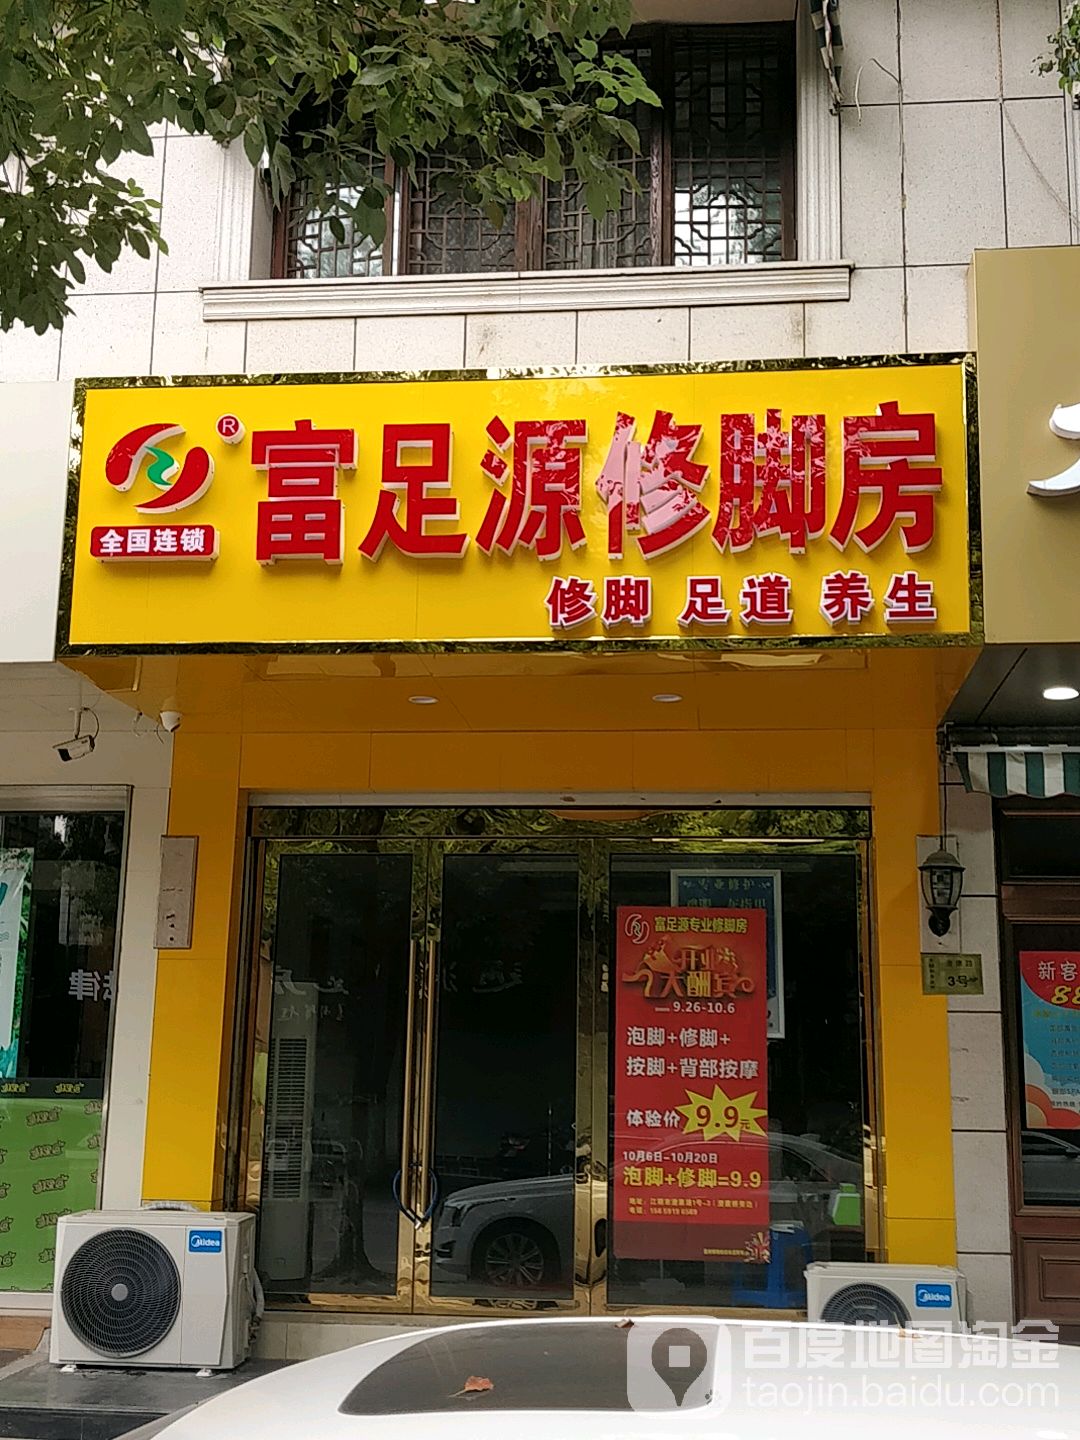 ®
富足源修脚房
全国连锁
修脚 足道 养生
专业修护
富足源专业修脚房
大酬宾
9.26-10.6
泡脚+修脚+
按脚+背部按摩
体验价9.9元
10月6日-10月20日
泡脚+修脚=9.9
3号
新客
88
律
Midea
Midea
百度地图淘金
taojin.baidu.com